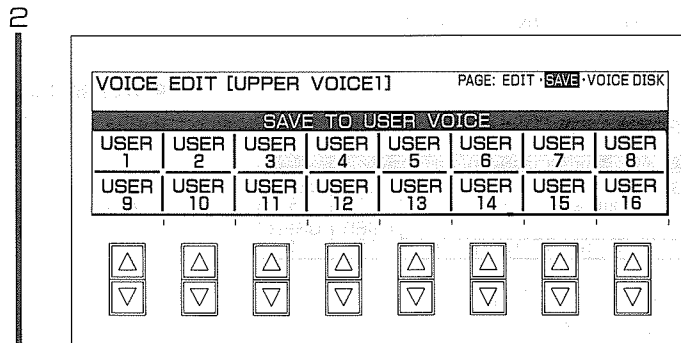 2
VOICE EDIT [UPPER VOICE1] PAGE: EDIT·SAVE·VOICE DISK
SAVE TO USER VOICE
USER 1 USER 2 USER 3 USER 4 USER 5 USER 6 USER 7 USER 8
USER 9 USER 10 USER 11 USER 12 USER 13 USER 14 USER 15 USER 16